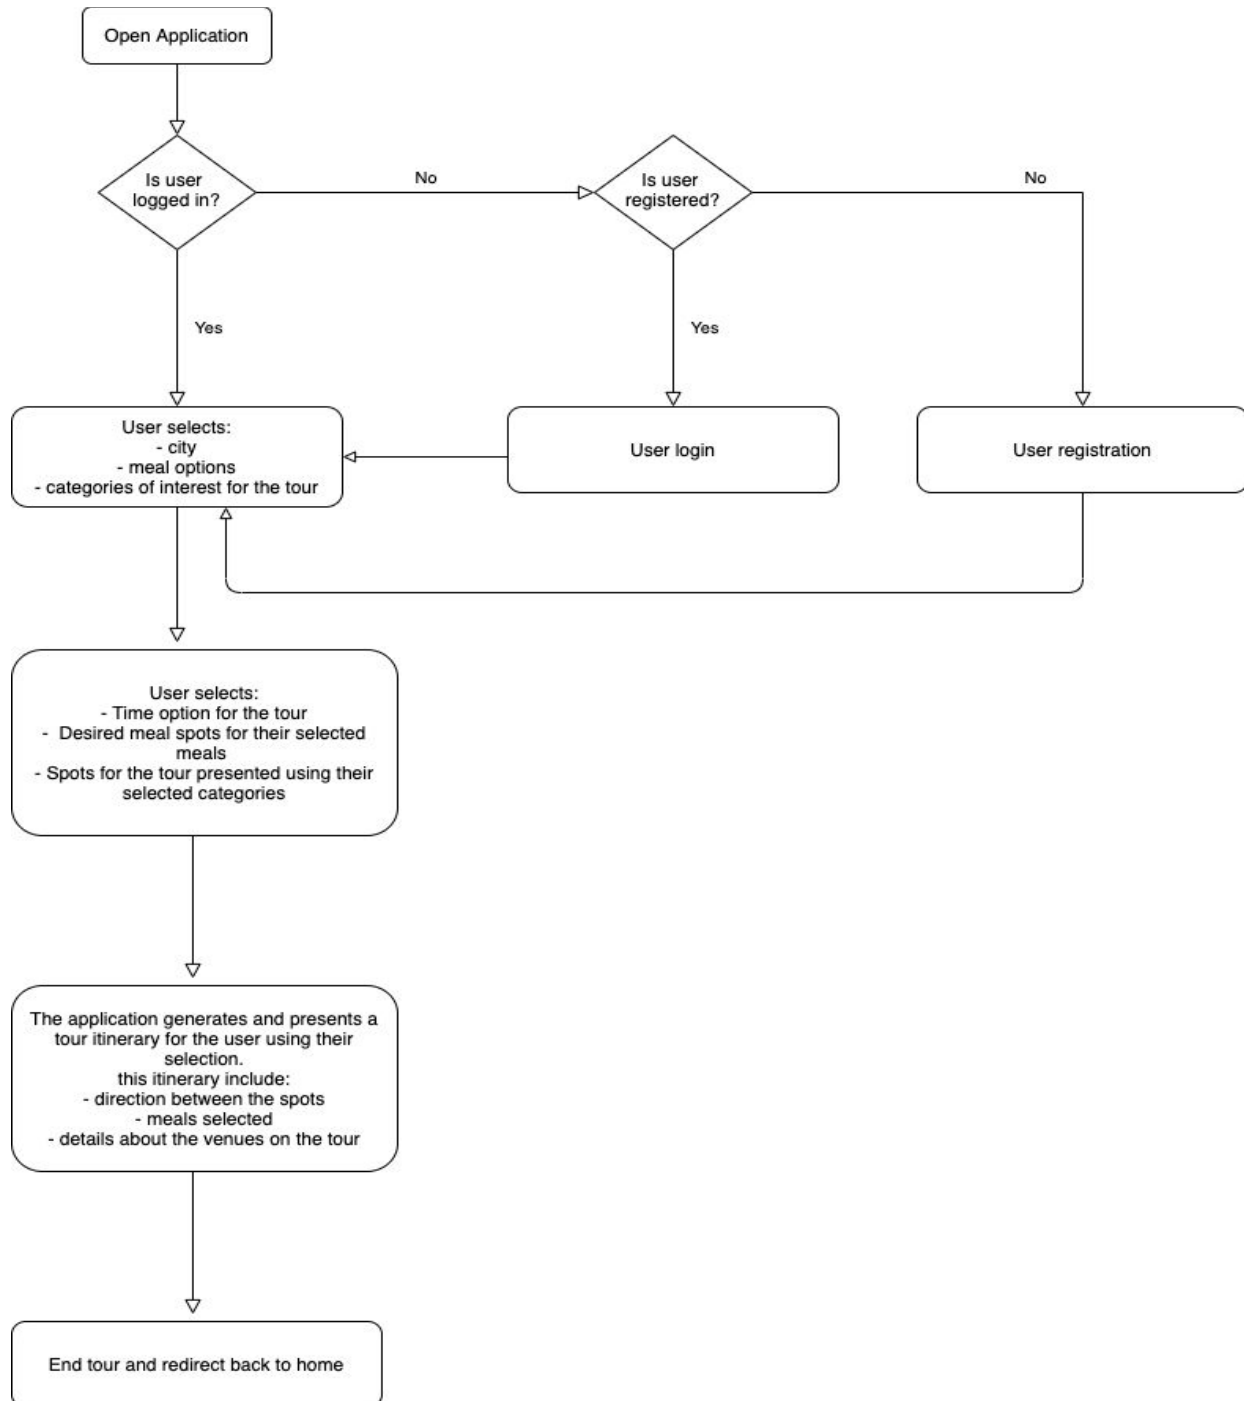 Open Application
Is user
logged in?
No
Is user
registered?
No
Yes
Yes
User selects:
- city
- meal options
- categories of interest for the tour
User login
User registration
User selects:
- Time option for the tour
- Desired meal spots for their selected
meals
- Spots for the tour presented using their
selected categories
The application generates and presents a
tour itinerary for the user using their
selection.
this itinerary include:
- direction between the spots
- meals selected
- details about the venues on the tour
End tour and redirect back to home